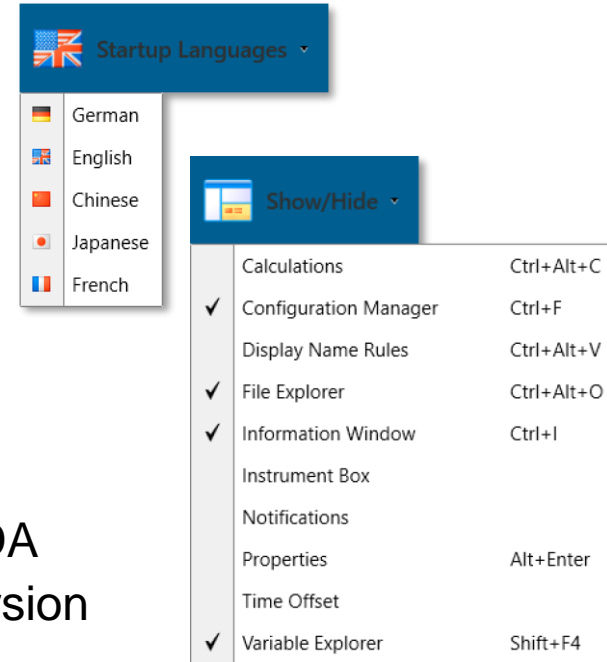 Startup Languages
German
English
Chinese
Japanese
French
Show/Hide
Calculations Ctrl+Alt+C
Configuration Manager Ctrl+F
Display Name Rules Ctrl+Alt+V
File Explorer Ctrl+Alt+O
Information Window Ctrl+I
Instrument Box
Notifications
Properties Alt+Enter
Time Offset
Variable Explorer Shift+F4